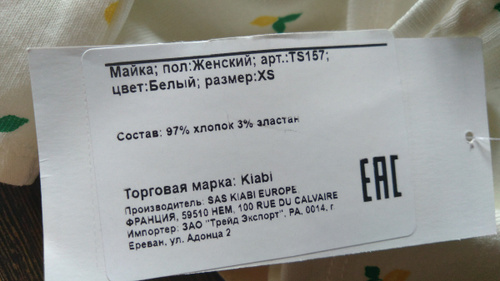 Майка; пол:Женский; арт.:TS157;
цвет:Белый; размер:XS
Состав: 97% хлопок 3% эластан
Торговая марка: Kiabi
Производитель: SAS KIABI EUROPE
ФРАНЦИЯ, 59510 HEM, 100 RUE DU CALVAIRE
Импортер: ЗАО "Трейд Экспорт". РА, 0014, г
Ереван, ул. Адонца 2
EAC